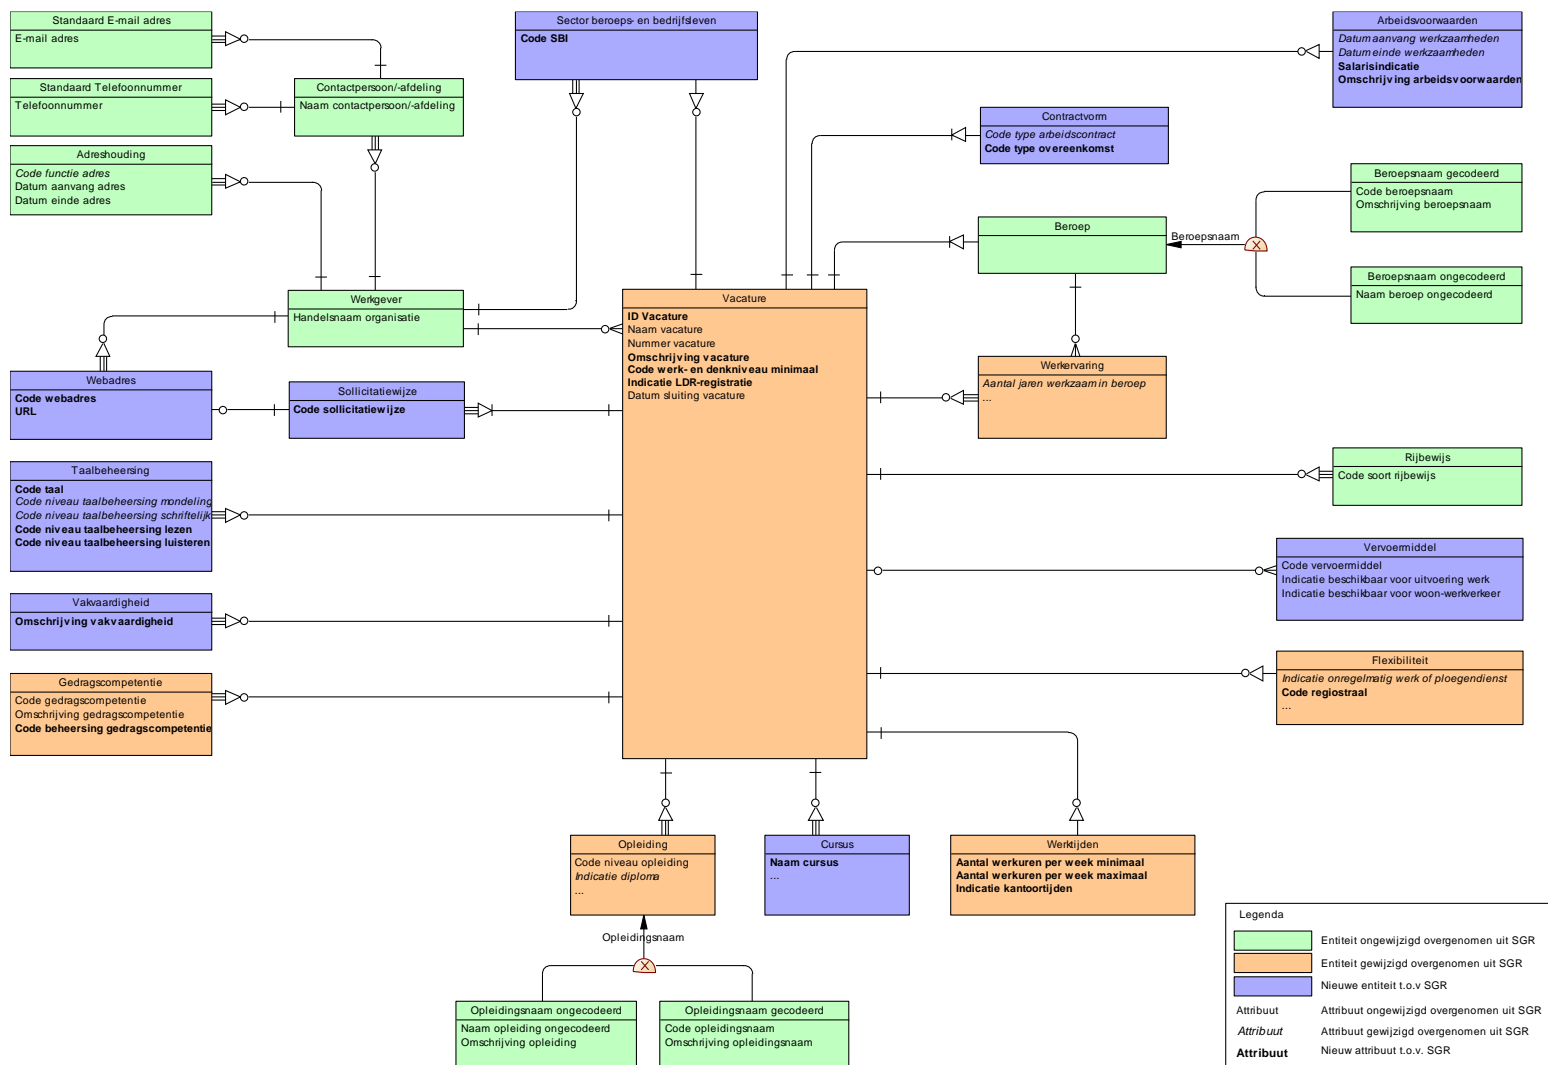 Standaard E-mail adres
E-mail adres
Standaard Telefoonnummer
Telefoonnummer
Adreshouding
Code functie adres
Datum aanvang adres
Datum einde adres
Contactpersoon/-afdeling
Naam contactpersoon/-afdeling
Sector beroeps- en bedrijfsleven
Code SBI
Arbeidsvoorwaarden
Datum aanvang werkzaamheden
Datum einde werkzaamheden
Salarisindicatie
Omschrijving arbeidsvoorwaarden
Contractvorm
Code type arbeidscontract
Code type overeenkomst
Beroepsnaam gecodeerd
Code beroepsnaam
Omschrijving beroepsnaam
Beroep
Beroepsnaam
X
Beroepsnaam ongecodeerd
Naam beroep ongecodeerd
Werkgever
Handelsnaam organisatie
Vacature
ID Vacature
Naam vacature
Nummer vacature
Omschrijving vacature
Code werk- en denkniveau minimaal
Indicatie LDR-registratie
Datum sluiting vacature
Werkervaring
Aantal jaren werkzaam in beroep
...
Webadres
Code webadres
URL
Sollicitatiewijze
Code sollicitatiewijze
Taalbeheersing
Code taal
Code niveau taalbeheersing mondeling
Code niveau taalbeheersing schriftelijk
Code niveau taalbeheersing lezen
Code niveau taalbeheersing luisteren
Rijbewijs
Code soort rijbewijs
Vervoermiddel
Code vervoermiddel
Indicatie beschikbaar voor uitvoering werk
Indicatie beschikbaar voor woon-werkverkeer
Vakvaardigheid
Omschrijving vakvaardigheid
Gedragscompetentie
Code gedragscompetentie
Omschrijving gedragscompetentie
Code beheersing gedragscompetentie
Flexibiliteit
Indicatie onregelmatig werk of ploegendienst
Code regiostraal
...
Opleiding
Code niveau opleiding
Indicatie diploma
...
Cursus
Naam cursus
...
Werktijden
Aantal werkuren per week minimaal
Aantal werkuren per week maximaal
Indicatie kantoortijden
Opleidingsnaam
X
Opleidingsnaam ongecodeerd
Naam opleiding ongecodeerd
Omschrijving opleiding
Opleidingsnaam gecodeerd
Code opleidingsnaam
Omschrijving opleidingsnaam
Legenda
Entiteit ongewijzigd overgenomen uit SGR
Entiteit gewijzigd overgenomen uit SGR
Nieuwe entiteit t.o.v SGR
Attribuut Attribuut ongewijzigd overgenomen uit SGR
Attribuut Attribuut gewijzigd overgenomen uit SGR
Attribuut Nieuw attribuut t.o.v. SGR